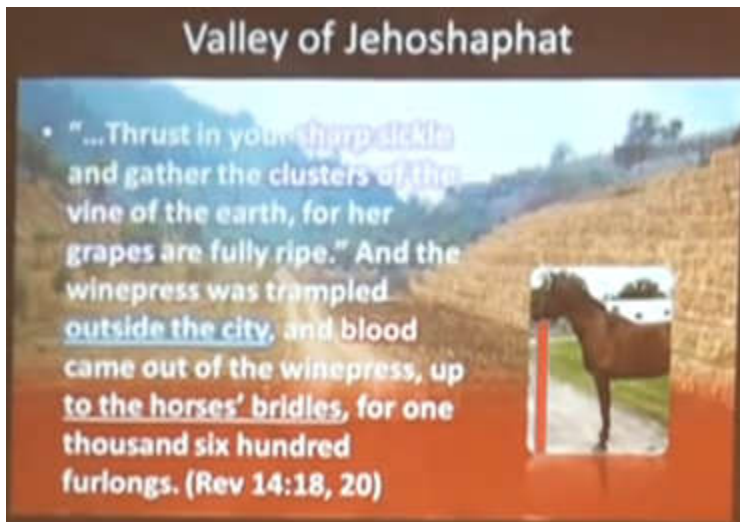 Valley of Jehoshaphat
• "...Thrust in your sharp sickle
and gather the clusters of the
vine of the earth, for her
grapes are fully ripe." And the
winepress was trampled
outside the city, and blood
came out of the winepress, up
to the horses' bridles, for one
thousand six hundred
furlongs. (Rev 14:18, 20)